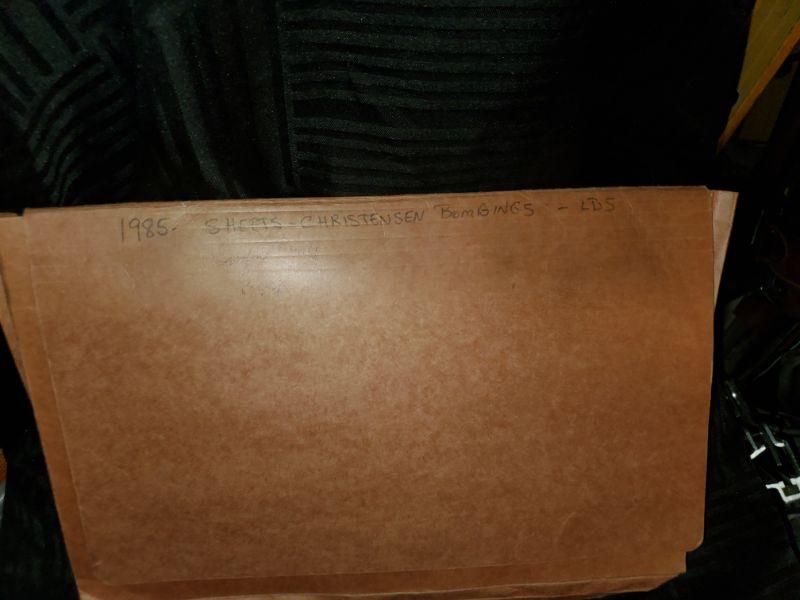 1985- SHEETS-CHRISTENSEN BOMBINGS - LDS